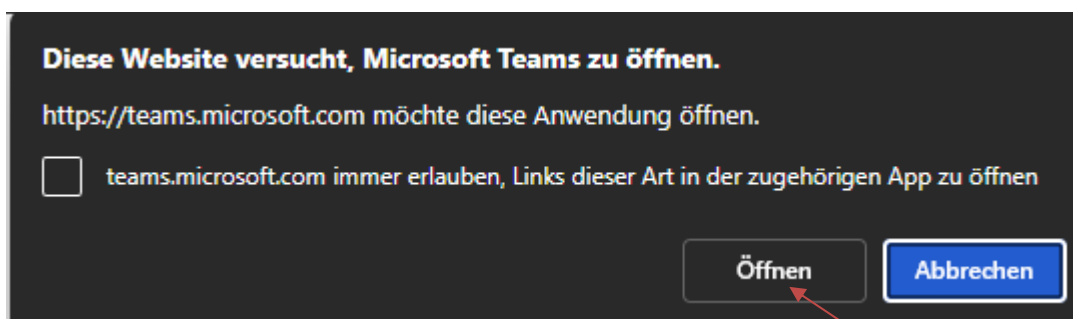 Diese Website versucht, Microsoft Teams zu öffnen.
https://teams.microsoft.com möchte diese Anwendung öffnen.
teams.microsoft.com immer erlauben, Links dieser Art in der zugehörigen App zu öffnen
Öffnen Abbrechen